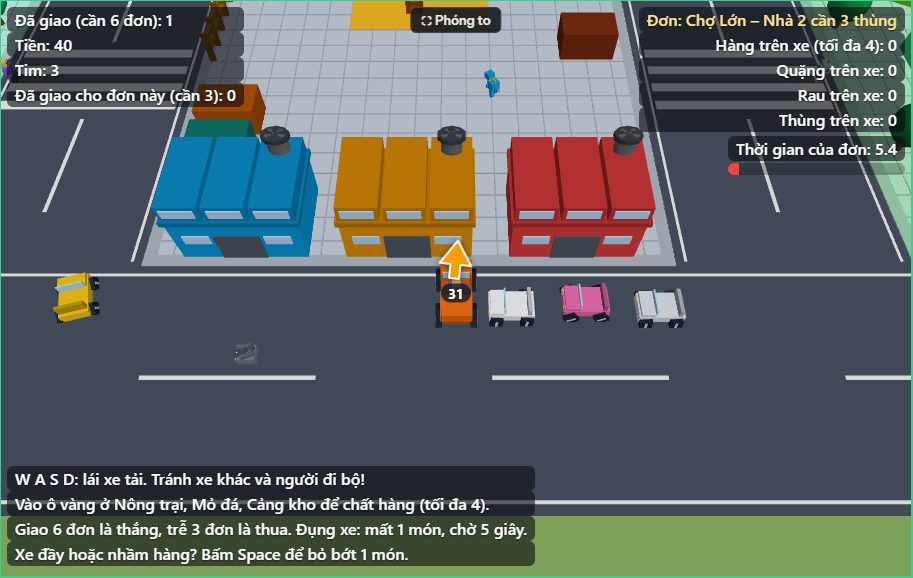 Đã giao (cần 6 đơn): 1
Tiền: 40
Tim: 3
Đã giao cho đơn này (cần 3): 0
Phóng to
Đơn: Chợ Lớn – Nhà 2 cần 3 thùng
Hàng trên xe (tối đa 4): 0
Quặng trên xe: 0
Rau trên xe: 0
Thùng trên xe: 0
Thời gian của đơn: 5.4
31
W A S D: lái xe tải. Tránh xe khác và người đi bộ!
Vào ô vàng ở Nông trại, Mỏ đá, Cảng kho để chất hàng (tối đa 4).
Giao 6 đơn là thắng, trễ 3 đơn là thua. Đụng xe: mất 1 món, chờ 5 giây.
Xe đầy hoặc nhầm hàng? Bấm Space để bỏ bớt 1 món.